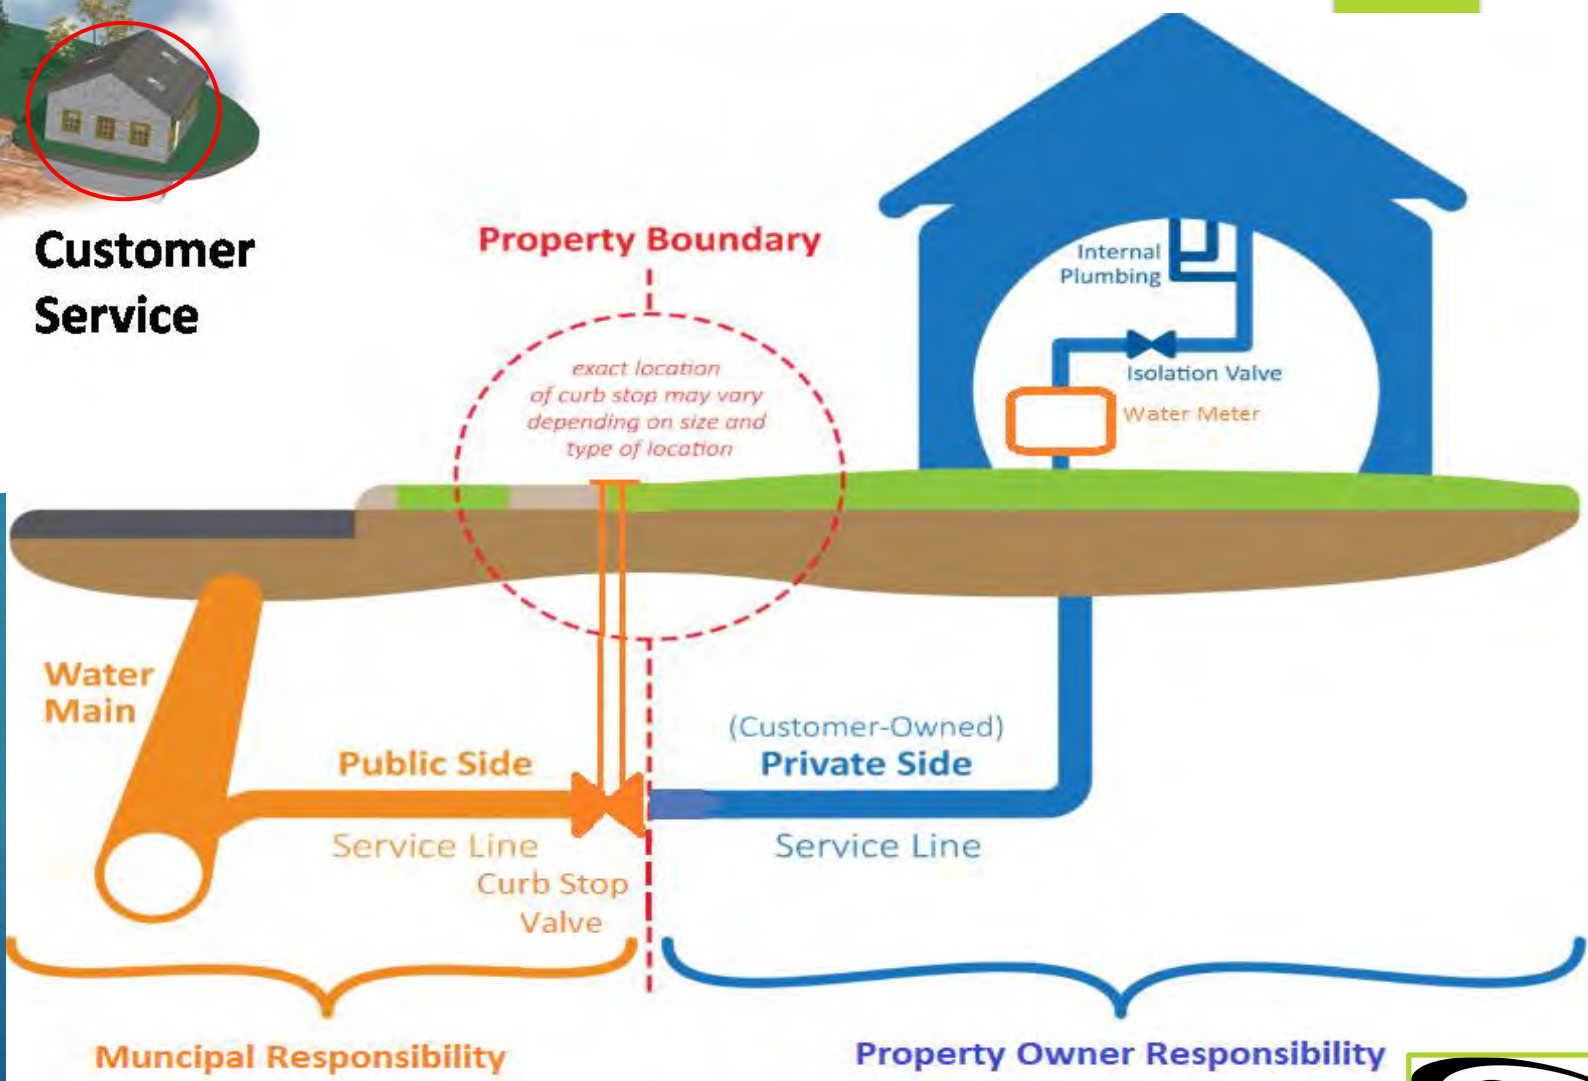 Customer
Service
Property Boundary
exact location
of curb stop may vary
depending on size and
type of location
Internal
Plumbing
Isolation Valve
Water Meter
Water
Main
Public Side
Service Line
Curb Stop
Valve
(Customer-Owned)
Private Side
Service Line
Muncipal Responsibility
Property Owner Responsibility